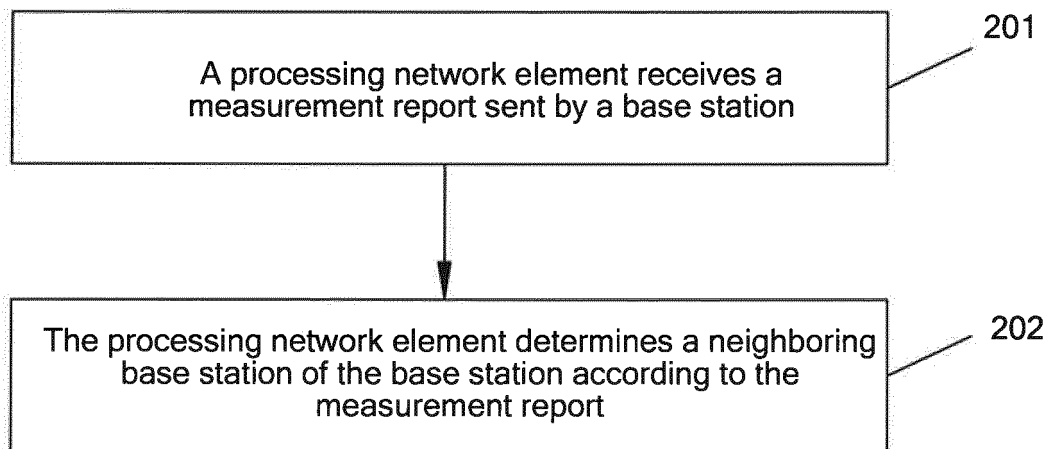 201
A processing network element receives a
measurement report sent by a base station
202
The processing network element determines a neighboring
base station of the base station according to the
measurement report